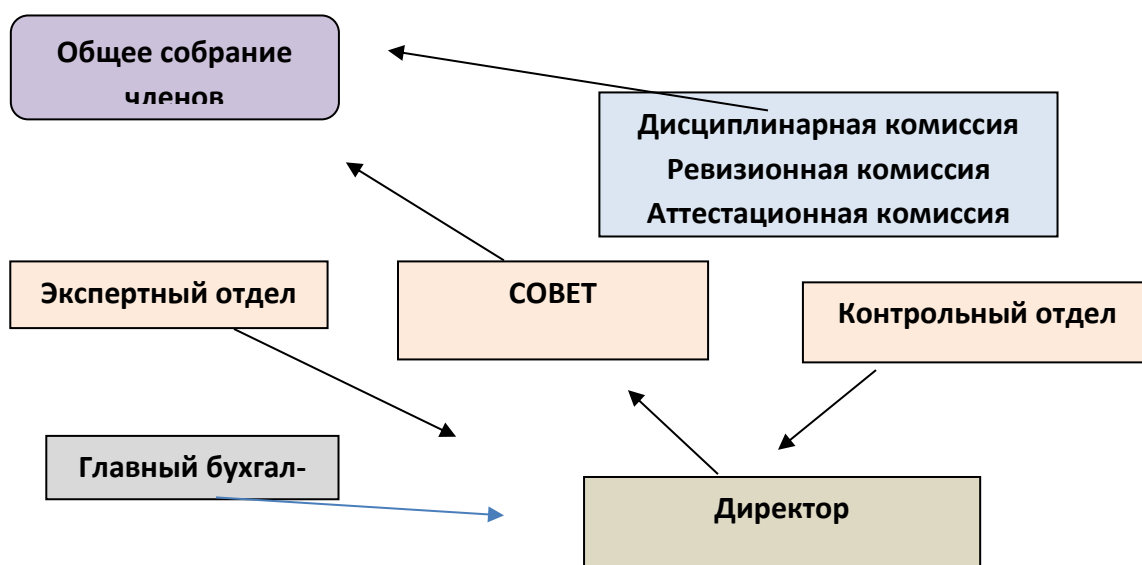 Общее собрание
членов
Дисциплинарная комиссия
Ревизионная комиссия
Аттестационная комиссия
Экспертный отдел
СОВЕТ
Контрольный отдел
Главный бухгал-
Директор